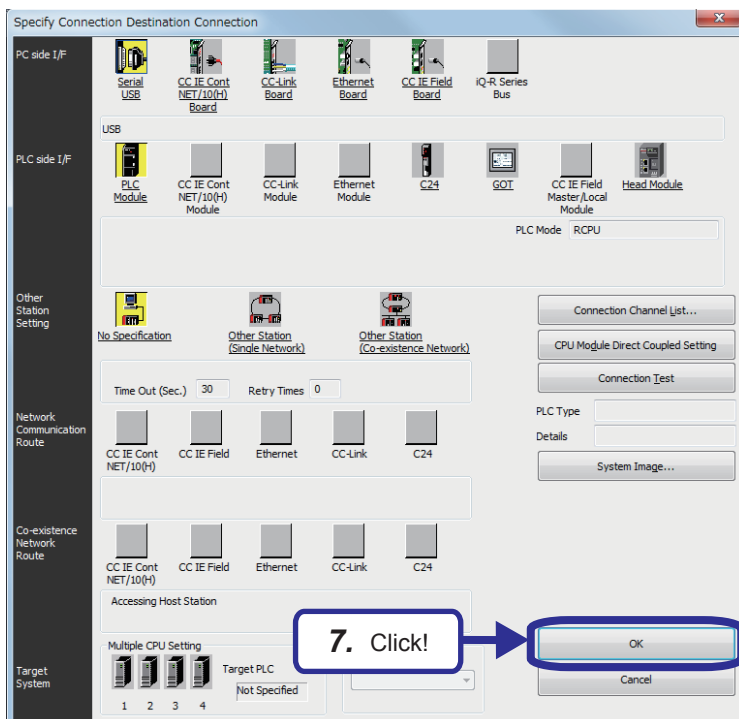 Specify Connection Destination Connection
PC side I/F
Serial
USB
CC IE Cont
NET/10(H)
Board
CC-Link
Board
Ethernet
Board
CC IE Field
Board
iQ-R Series
Bus
USB
PLC side I/F
PLC
Module
CC IE Cont
NET/10(H)
Module
CC-Link
Module
Ethernet
Module
C24
GOT
CC IE Field
Master/Local
Module
Head Module
PLC Mode RCPU
Other
Station
Setting
No Specification
Other Station
(Single Network)
Other Station
(Co-existence Network)
Time Out (Sec.) 30 Retry Times 0
Connection Channel List...
CPU Module Direct Coupled Setting
Connection Test
PLC Type
Details
System Image...
Network
Communication
Route
CC IE Cont
NET/10(H)
CC IE Field
Ethernet
CC-Link
C24
Co-existence
Network
Route
CC IE Cont
NET/10(H)
CC IE Field
Ethernet
CC-Link
C24
Accessing Host Station
7. Click!
OK
Cancel
Target
System
Multiple CPU Setting
1 2 3 4
Target PLC
Not Specified